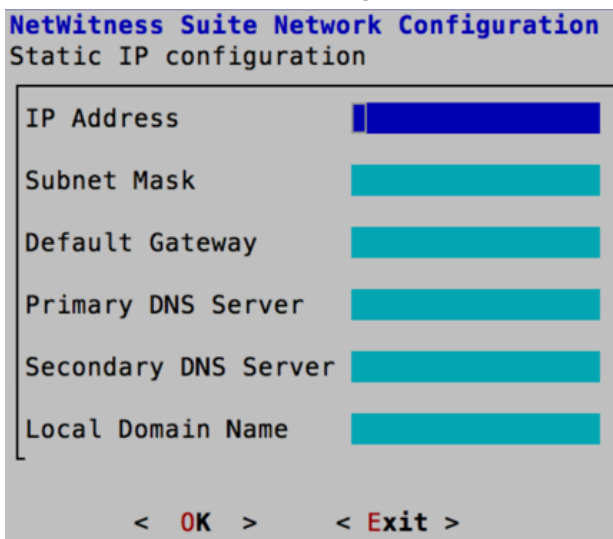 NetWitness Suite Network Configuration
Static IP configuration
IP Address
Subnet Mask
Default Gateway
Primary DNS Server
Secondary DNS Server
Local Domain Name
< OK > < Exit >